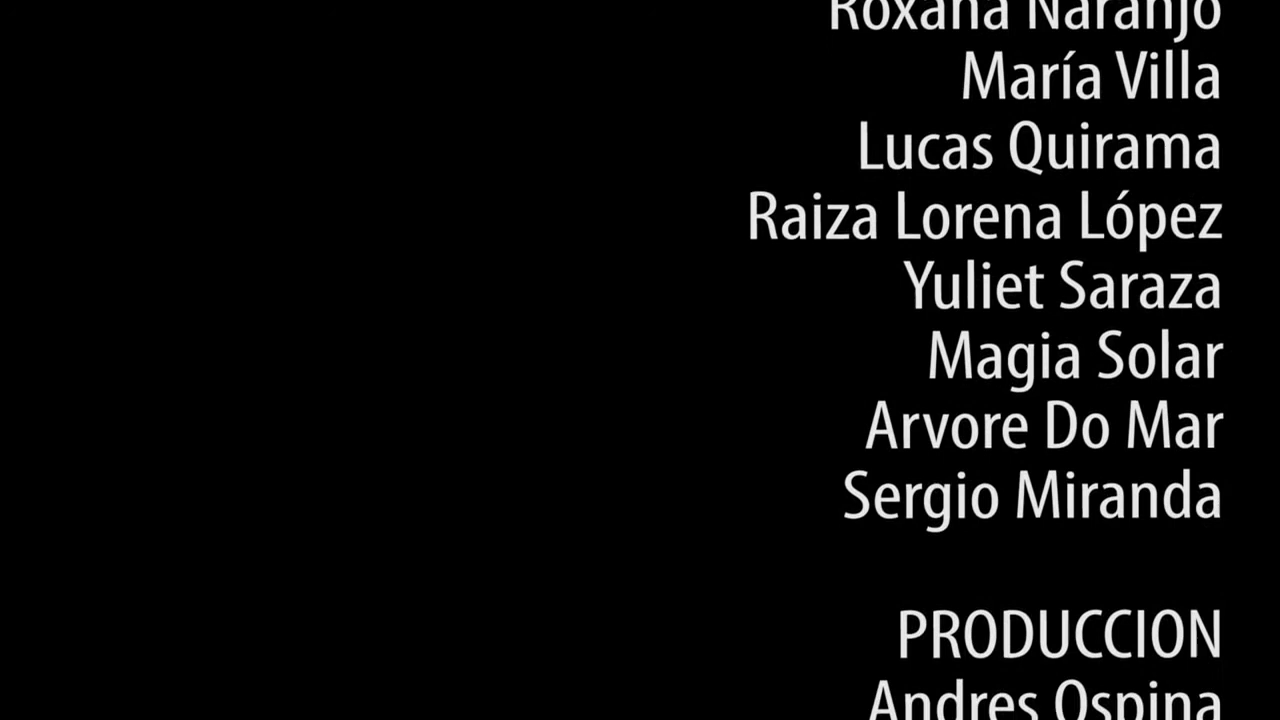 Roxana Naranjo
María Villa
Lucas Quirama
Raiza Lorena López
Yuliet Saraza
Magia Solar
Arvore Do Mar
Sergio Miranda
PRODUCCION
Andres Ospina